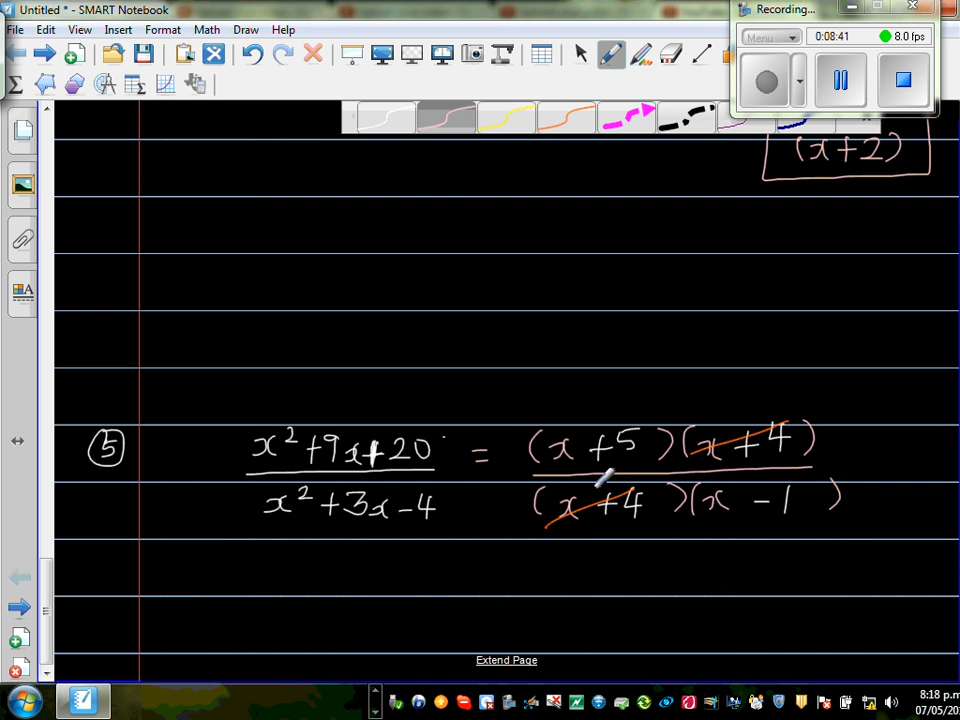 Untitled * - SMART Notebook
Recording...
File Edit View Insert Format Math Draw Help
Menu
0:08:41
8.0 fps
(x+2)
⑤ x²+9x+20 = (x+5)(x+4)
x²+3x-4 (x+4)(x-1)
Extend Page
8:18 p.m
07/05/20